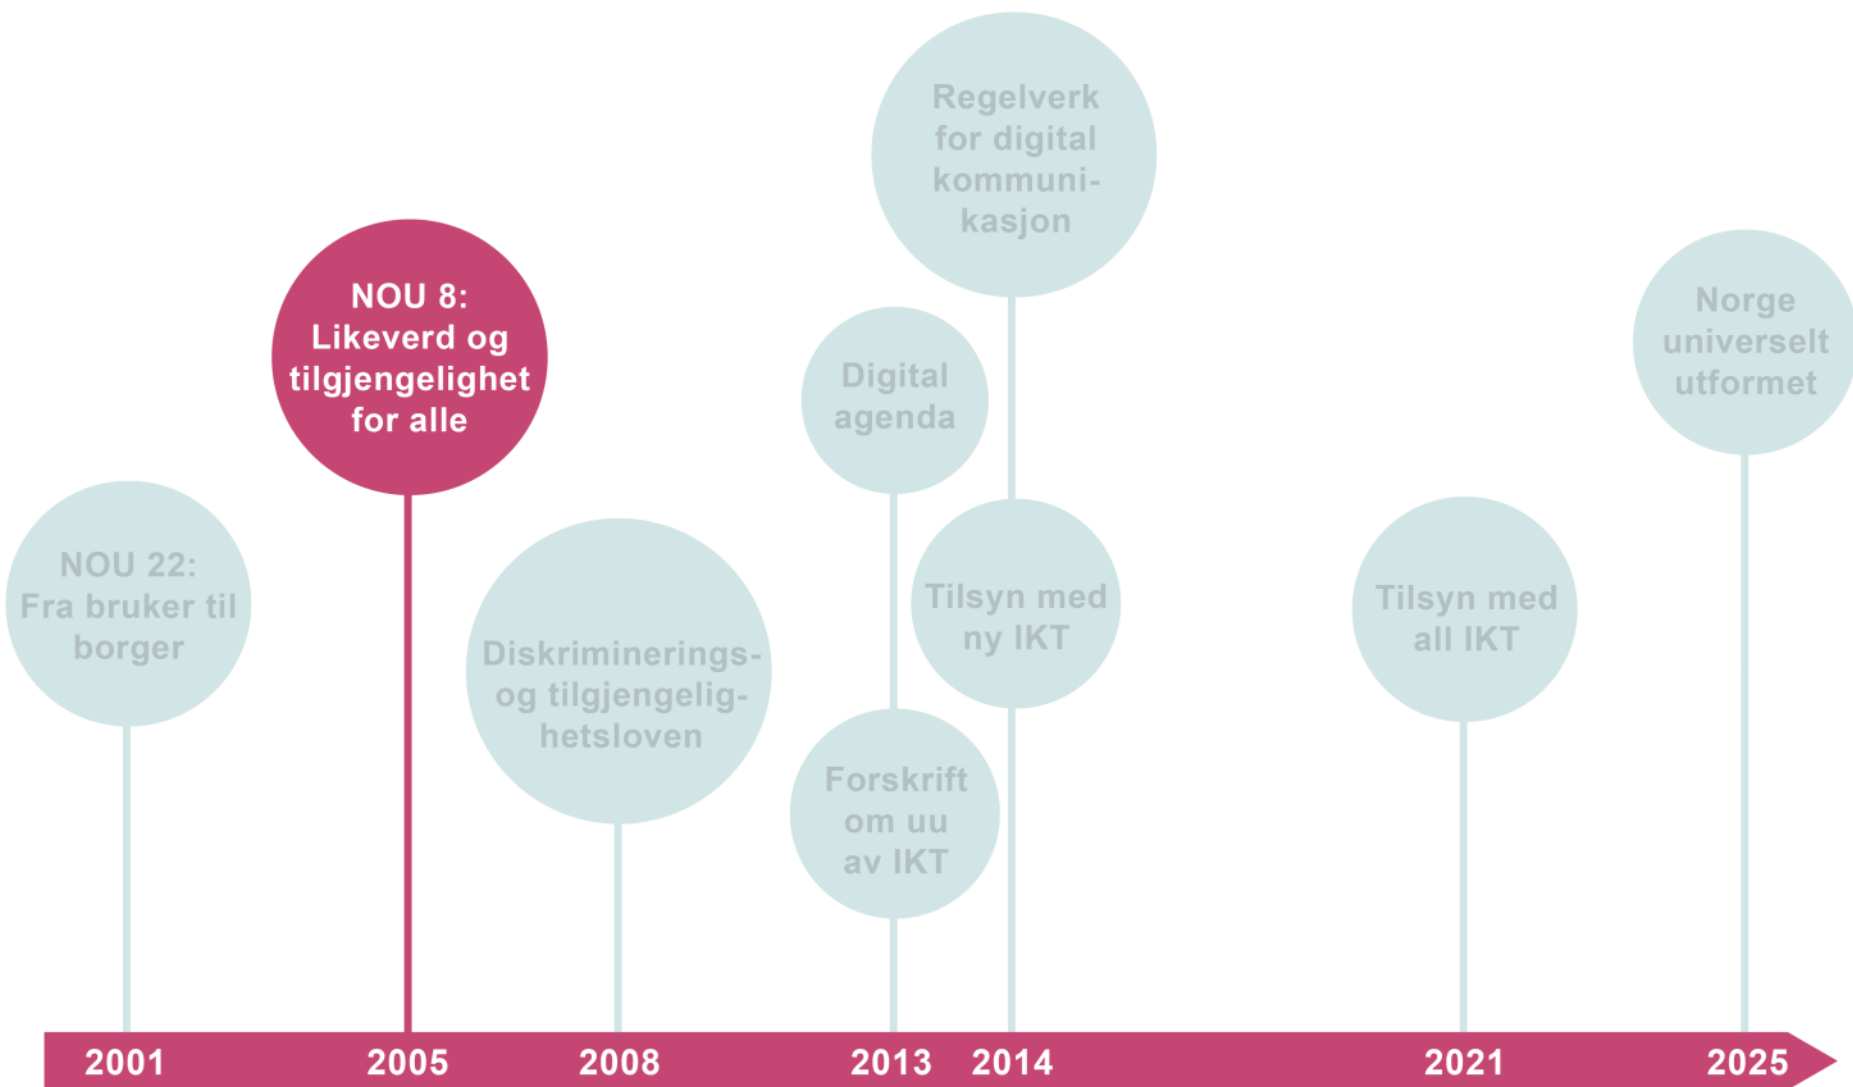 NOU 22:
Fra bruker til
borger
NOU 8:
Likeverd og
tilgjengelighet
for alle
Diskriminerings-
og tilgjengelig-
hetsloven
Digital
agenda
Forskrift
om uu
av IKT
Regelverk
for digital
kommuni-
kasjon
Tilsyn med
ny IKT
Tilsyn med
all IKT
Norge
universelt
utformet
2001
2005
2008
2013
2014
2021
2025